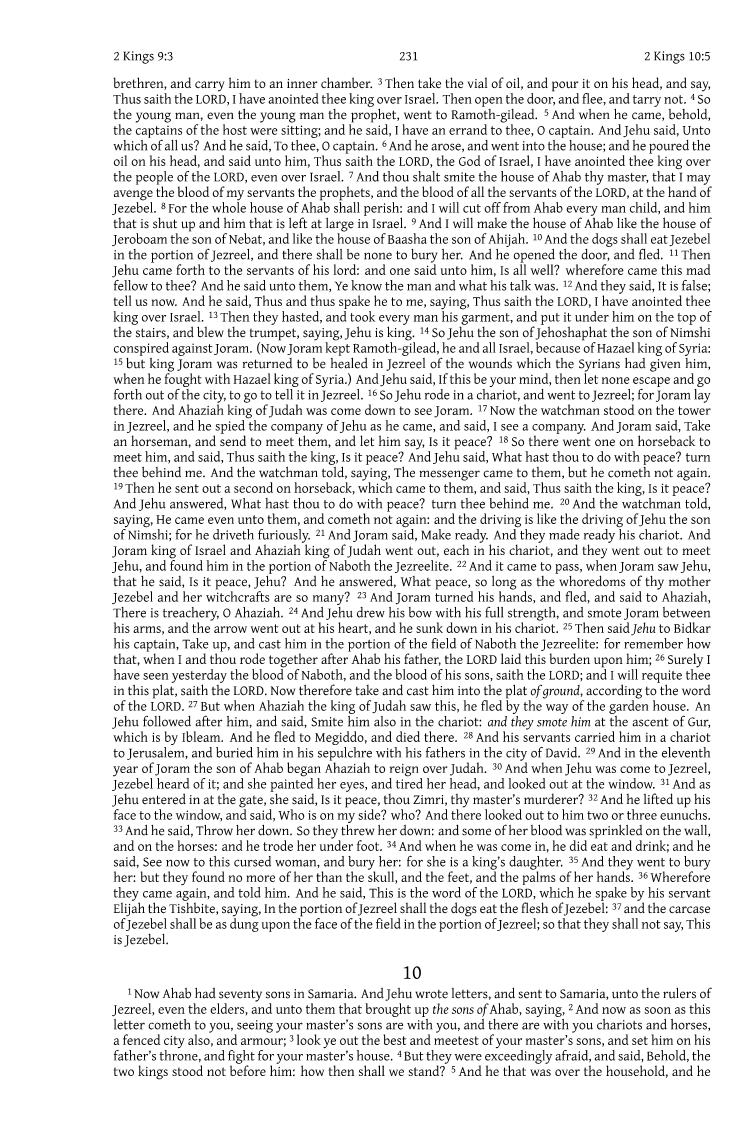 2 Kings 9:3 231 2 Kings 10:5
brethren, and carry him to an inner chamber. 3 Then take the vial of oil, and pour it on his head, and say,
Thus saith the LORD, I have anointed thee king over Israel. Then open the door, and flee, and tarry not. 4 So
the young man, even the young man the prophet, went to Ramoth-gilead. 5 And when he came, behold,
the captains of the host were sitting; and he said, I have an errand to thee, O captain. And Jehu said, Unto
which of all us? And he said, To thee, O captain. 6 And he arose, and went into the house; and he poured the
oil on his head, and said unto him, Thus saith the LORD, the God of Israel, I have anointed thee king over
the people of the LORD, even over Israel. 7 And thou shalt smite the house of Ahab thy master, that I may
avenge the blood of my servants the prophets, and the blood of all the servants of the LORD, at the hand of
Jezebel. 8 For the whole house of Ahab shall perish: and I will cut off from Ahab every man child, and him
that is shut up and him that is left at large in Israel. 9 And I will make the house of Ahab like the house of
Jeroboam the son of Nebat, and like the house of Baasha the son of Ahijah. 10 And the dogs shall eat Jezebel
in the portion of Jezreel, and there shall be none to bury her. And he opened the door, and fled. 11 Then
Jehu came forth to the servants of his lord: and one said unto him, Is all well? wherefore came this mad
fellow to thee? And he said unto them, Ye know the man and what his talk was. 12 And they said, It is false;
tell us now. And he said, Thus and thus spake he to me, saying, Thus saith the LORD, I have anointed thee
king over Israel. 13 Then they hasted, and took every man his garment, and put it under him on the top of
the stairs, and blew the trumpet, saying, Jehu is king. 14 So Jehu the son of Jehoshaphat the son of Nimshi
conspired against Joram. (Now Joram kept Ramoth-gilead, he and all Israel, because of Hazael king of Syria:
15 but king Joram was returned to be healed in Jezreel of the wounds which the Syrians had given him,
when he fought with Hazael king of Syria.) And Jehu said, If this be your mind, then let none escape and go
forth out of the city, to go to tell it in Jezreel. 16 So Jehu rode in a chariot, and went to Jezreel; for Joram lay
there. And Ahaziah king of Judah was come down to see Joram. 17 Now the watchman stood on the tower
in Jezreel, and he spied the company of Jehu as he came, and said, I see a company. And Joram said, Take
an horseman, and send to meet them, and let him say, Is it peace? 18 So there went one on horseback to
meet him, and said, Thus saith the king, Is it peace? And Jehu said, What hast thou to do with peace? turn
thee behind me. And the watchman told, saying, The messenger came to them, but he cometh not again.
19 Then he sent out a second on horseback, which came to them, and said, Thus saith the king, Is it peace?
And Jehu answered, What hast thou to do with peace? turn thee behind me. 20 And the watchman told,
saying, He came even unto them, and cometh not again: and the driving is like the driving of Jehu the son
of Nimshi; for he driveth furiously. 21 And Joram said, Make ready. And they made ready his chariot. And
Joram king of Israel and Ahaziah king of Judah went out, each in his chariot, and they went out to meet
Jehu, and found him in the portion of Naboth the Jezreelite. 22 And it came to pass, when Joram saw Jehu,
that he said, Is it peace, Jehu? And he answered, What peace, so long as the whoredoms of thy mother
Jezebel and her witchcrafts are so many? 23 And Joram turned his hands, and fled, and said to Ahaziah,
There is treachery, O Ahaziah. 24 And Jehu drew his bow with his full strength, and smote Joram between
his arms, and the arrow went out at his heart, and he sunk down in his chariot. 25 Then said Jehu to Bidkar
his captain, Take up, and cast him in the portion of the field of Naboth the Jezreelite: for remember how
that, when I and thou rode together after Ahab his father, the LORD laid this burden upon him; 26 Surely I
have seen yesterday the blood of Naboth, and the blood of his sons, saith the LORD; and I will requite thee
in this plat, saith the LORD. Now therefore take and cast him into the plat of ground, according to the word
of the LORD. 27 But when Ahaziah the king of Judah saw this, he fled by the way of the garden house. An
Jehu followed after him, and said, Smite him also in the chariot: and they smote him at the ascent of Gur,
which is by Ibleam. And he fled to Megiddo, and died there. 28 And his servants carried him in a chariot
to Jerusalem, and buried him in his sepulchre with his fathers in the city of David. 29 And in the eleventh
year of Joram the son of Ahab began Ahaziah to reign over Judah. 30 And when Jehu was come to Jezreel,
Jezebel heard of it; and she painted her eyes, and tired her head, and looked out at the window. 31 And as
Jehu entered in at the gate, she said, Is it peace, thou Zimri, thy master’s murderer? 32 And he lifted up his
face to the window, and said, Who is on my side? who? And there looked out to him two or three eunuchs.
33 And he said, Throw her down. So they threw her down: and some of her blood was sprinkled on the wall,
and on the horses: and he trode her under foot. 34 And when he was come in, he did eat and drink; and he
said, See now to this cursed woman, and bury her: for she is a king’s daughter. 35 And they went to bury
her: but they found no more of her than the skull, and the feet, and the palms of her hands. 36 Wherefore
they came again, and told him. And he said, This is the word of the LORD, which he spake by his servant
Elijah the Tishbite, saying, In the portion of Jezreel shall the dogs eat the flesh of Jezebel: 37 and the carcase
of Jezebel shall be as dung upon the face of the field in the portion of Jezreel; so that they shall not say, This
is Jezebel.
10
1 Now Ahab had seventy sons in Samaria. And Jehu wrote letters, and sent to Samaria, unto the rulers of
Jezreel, even the elders, and unto them that brought up the sons of Ahab, saying, 2 And now as soon as this
letter cometh to you, seeing your master’s sons are with you, and there are with you chariots and horses,
a fenced city also, and armour; 3 look ye out the best and meetest of your master’s sons, and set him on his
father’s throne, and fight for your master’s house. 4 But they were exceedingly afraid, and said, Behold, the
two kings stood not before him: how then shall we stand? 5 And he that was over the household, and he